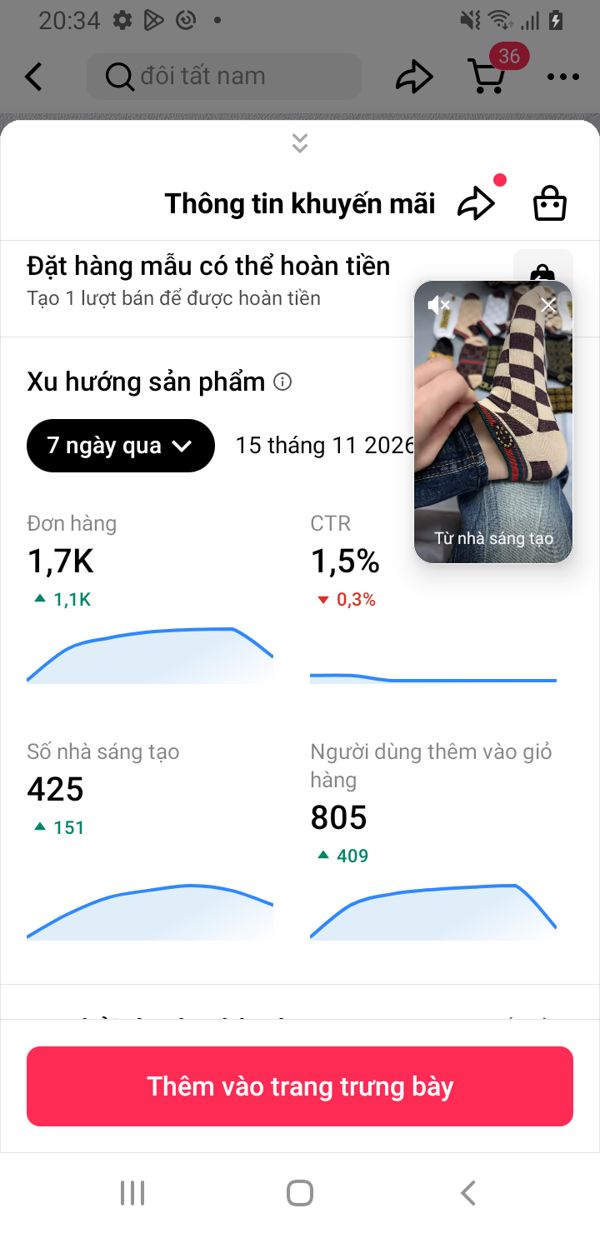 20:34
đôi tất nam
36
Thông tin khuyến mãi
Đặt hàng mẫu có thể hoàn tiền
Tạo 1 lượt bán để được hoàn tiền
Xu hướng sản phẩm
7 ngày qua
15 tháng 11 2026
Từ nhà sáng tạo
Đơn hàng
1,7K
1,1K
CTR
1,5%
0,3%
Số nhà sáng tạo
425
151
Người dùng thêm vào giỏ
hàng
805
409
Thêm vào trang trưng bày